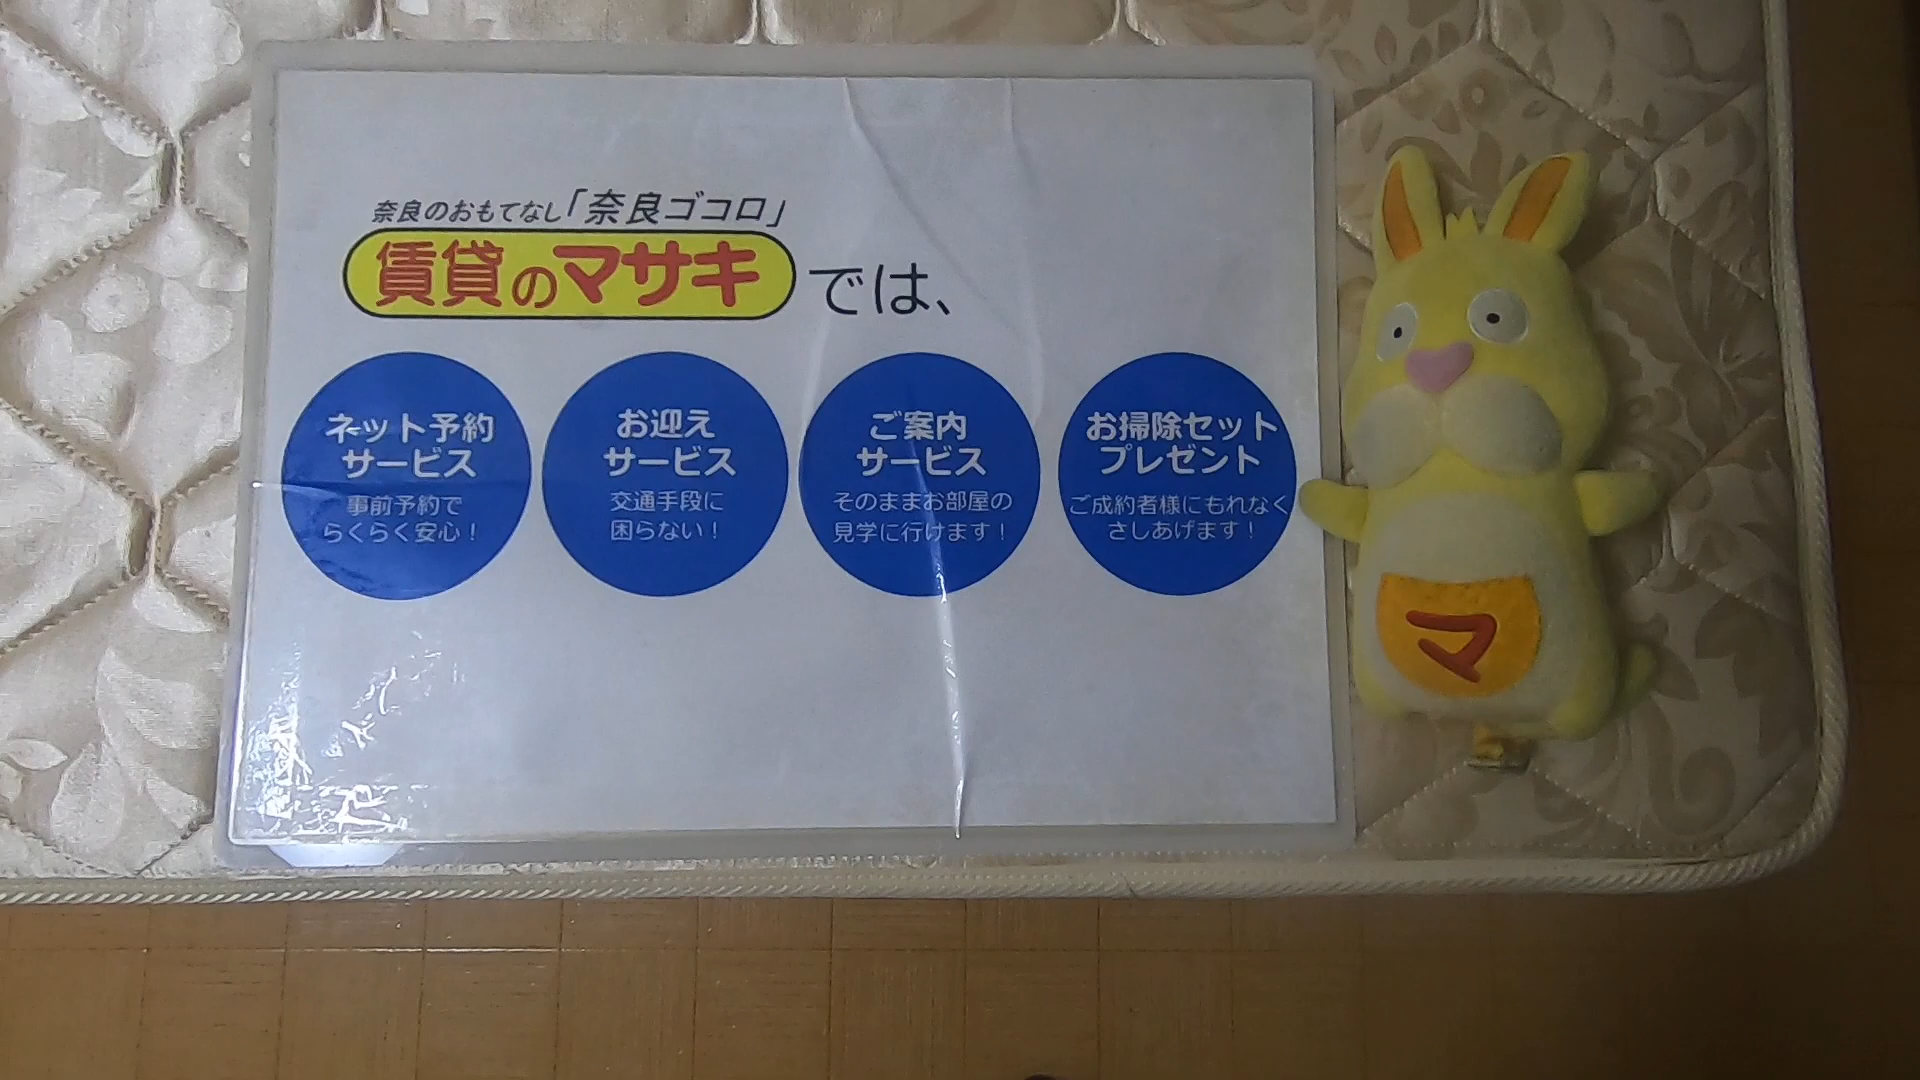 奈良のおもてなし「奈良ゴコロ」
賃貸のマサキでは、
ネット予約
サービス
事前予約で
らくらく安心！
お迎え
サービス
交通手段に
困らない！
ご案内
サービス
そのままお部屋の
見学に行けます！
お掃除セット
プレゼント
ご成約者様にもれなく
さしあげます！
マ